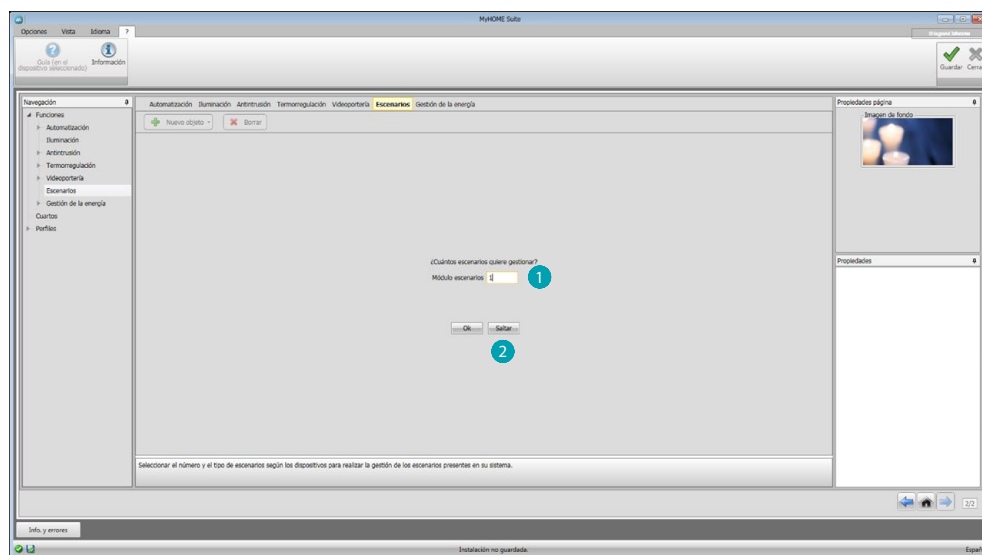 MyHOME Suite
Opciones Vista Idioma ?
Guía (en el dispositivo seleccionado)
Información
Guardar Cerra
Navegación
Funciones
Automatización
Iluminación
Antintrusión
Termorregulación
Videoportería
Escenarios
Gestión de la energía
Cuartos
Perfiles
Automatización Iluminación Antintrusión Termorregulación Videoportería Escenarios Gestión de la energía
Nuevo objeto Borrar
¿Cuántos escenarios quiere gestionar?
Módulo escenarios 1 1
Ok Saltar
2
Seleccionar el número y el tipo de escenarios según los dispositivos para realizar la gestión de los escenarios presentes en su sistema.
Propiedades página
Imagen de fondo
Propiedades
2/2
Info. y errores
Instalación no guardada.
Españ